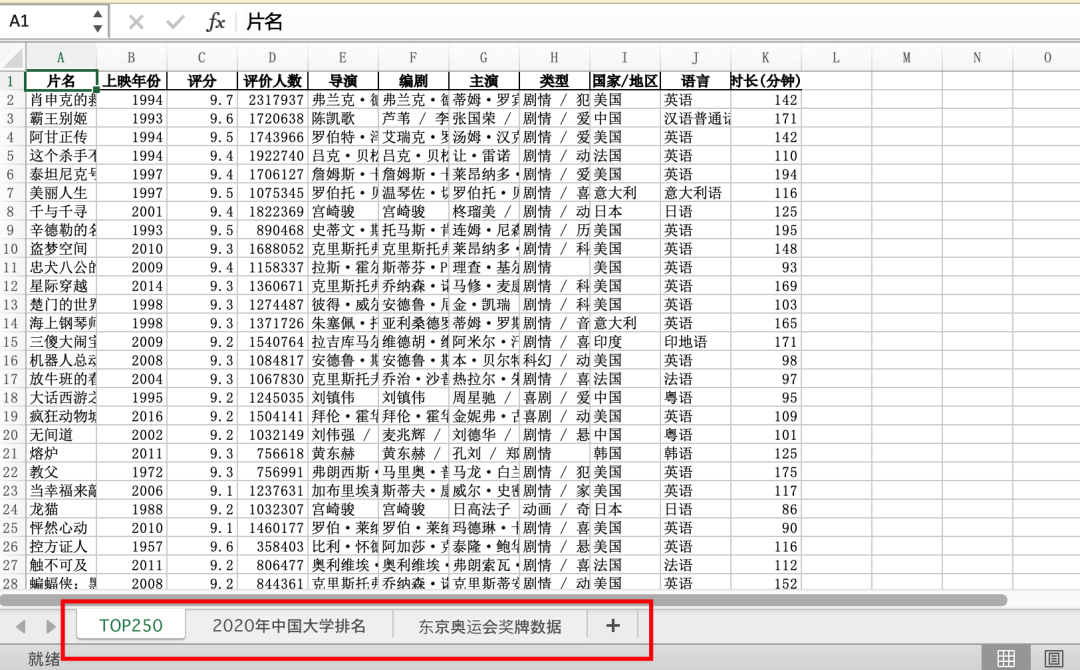 A1 fx 片名
A B C D E F G H I J K L M N O
1 片名 上映年份 评分 评价人数 导演 编剧 主演 类型 国家/地区 语言 时长(分钟)
2 肖申克的救 1994 9.7 2317937 弗兰克· 弗兰克· 蒂姆·罗宾 剧情 / 犯 美国 英语 142
3 霸王别姬 1993 9.6 1720638 陈凯歌 芦苇 / 李 张国荣 / 剧情 / 爱 中国 汉语普通话 171
4 阿甘正传 1994 9.5 1743966 罗伯特· 艾瑞克·罗 汤姆·汉克 剧情 / 爱 美国 英语 142
5 这个杀手不 1994 9.4 1922740 吕克·贝松 吕克·贝松 让·雷诺 剧情 / 动 法国 英语 110
6 泰坦尼克号 1997 9.4 1706127 詹姆斯·卡 詹姆斯·卡 莱昂纳多· 剧情 / 爱 美国 英语 194
7 美丽人生 1997 9.5 1075345 罗伯托·贝 温琴佐·切 罗伯托·贝 剧情 / 喜 意大利 意大利语 116
8 千与千寻 2001 9.4 1822369 宫崎骏 宫崎骏 柊瑠美 / 剧情 / 动 日本 日语 125
9 辛德勒的名 1993 9.5 890468 史蒂文·斯 托马斯·肯 连姆·尼森 剧情 / 历 美国 英语 195
10 盗梦空间 2010 9.3 1688052 克里斯托弗 克里斯托弗 莱昂纳多· 剧情 / 科 美国 英语 148
11 忠犬八公的 2009 9.4 1158337 拉斯·霍尔 斯蒂芬·P 理查·基尔 剧情 美国 英语 93
12 星际穿越 2014 9.3 1360671 克里斯托弗 乔纳森·诺 马修·麦康 剧情 / 科 美国 英语 169
13 楚门的世界 1998 9.3 1274487 彼得·威尔 安德鲁·尼 金·凯瑞 剧情 / 科 美国 英语 103
14 海上钢琴师 1998 9.3 1371726 朱塞佩·托 亚利桑德罗 蒂姆·罗斯 剧情 / 音 意大利 英语 165
15 三傻大闹宝 2009 9.2 1540764 拉吉库马尔 维德胡·维 阿米尔·汗 剧情 / 喜 印度 印地语 171
16 机器人总动 2008 9.3 1084817 安德鲁·斯 安德鲁·斯 本·贝尔特 科幻 / 动 美国 英语 98
17 放牛班的春 2004 9.3 1067830 克里斯托夫 乔治·沙普 热拉尔·朱 剧情 / 喜 法国 法语 97
18 大话西游之 1995 9.2 1245035 刘镇伟 刘镇伟 周星驰 / 喜剧 / 爱 中国 粤语 95
19 疯狂动物城 2016 9.2 1504141 拜伦·霍华 拜伦·霍华 金妮弗·古 喜剧 / 动 美国 英语 109
20 无间道 2002 9.2 1032149 刘伟强 / 麦兆辉 / 刘德华 / 剧情 / 悬 中国 粤语 101
21 熔炉 2011 9.3 756618 黄东赫 黄东赫 / 孔刘 / 郑 剧情 韩国 韩语 125
22 教父 1972 9.3 756991 弗朗西斯· 马里奥·普 马龙·白兰 剧情 / 犯 美国 英语 175
23 当幸福来敲 2006 9.1 1237631 加布里埃莱 斯蒂夫·康 威尔·史密 剧情 / 家 美国 英语 117
24 龙猫 1988 9.2 1032307 宫崎骏 宫崎骏 日高法子 动画 / 奇 日本 日语 86
25 怦然心动 2010 9.1 1460177 罗伯·莱纳 罗伯·莱纳 玛德琳·卡 剧情 / 喜 美国 英语 90
26 控方证人 1957 9.6 358403 比利·怀德 阿加莎·克 泰隆·鲍华 剧情 / 悬 美国 英语 116
27 触不可及 2011 9.2 806477 奥利维埃· 奥利维埃· 弗朗索瓦· 剧情 / 喜 法国 法语 112
28 蝙蝠侠：黑 2008 9.2 844361 克里斯托弗 乔纳森·诺 克里斯蒂安 剧情 / 动 美国 英语 152
TOP250 2020年中国大学排名 东京奥运会奖牌数据 +
就绪